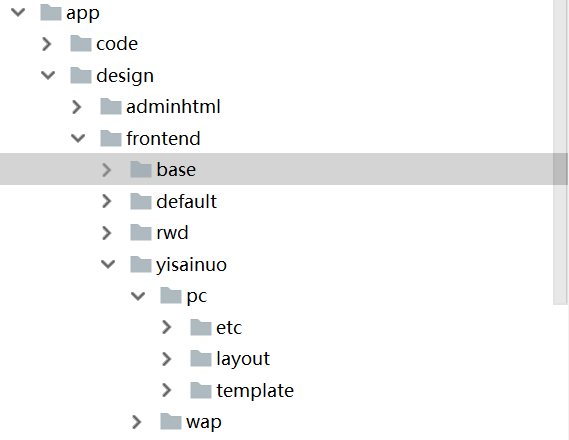 app
code
design
adminhtml
frontend
base
default
rwd
yisainuo
pc
etc
layout
template
wap